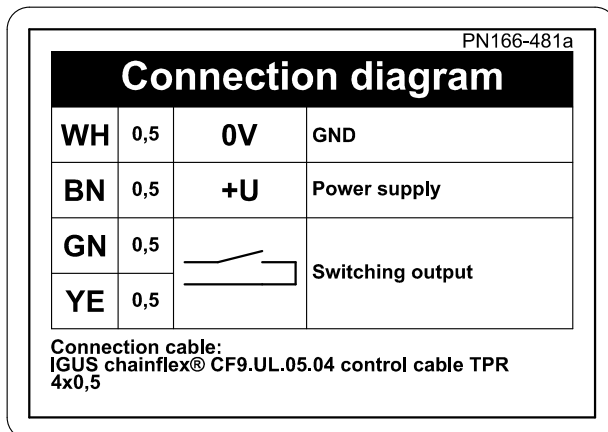 PN166-481a
Connection diagram
WH 0,5 0V GND
BN 0,5 +U Power supply
GN 0,5
Switching output
YE 0,5
Connection cable:
IGUS chainflex® CF9.UL.05.04 control cable TPR
4x0,5